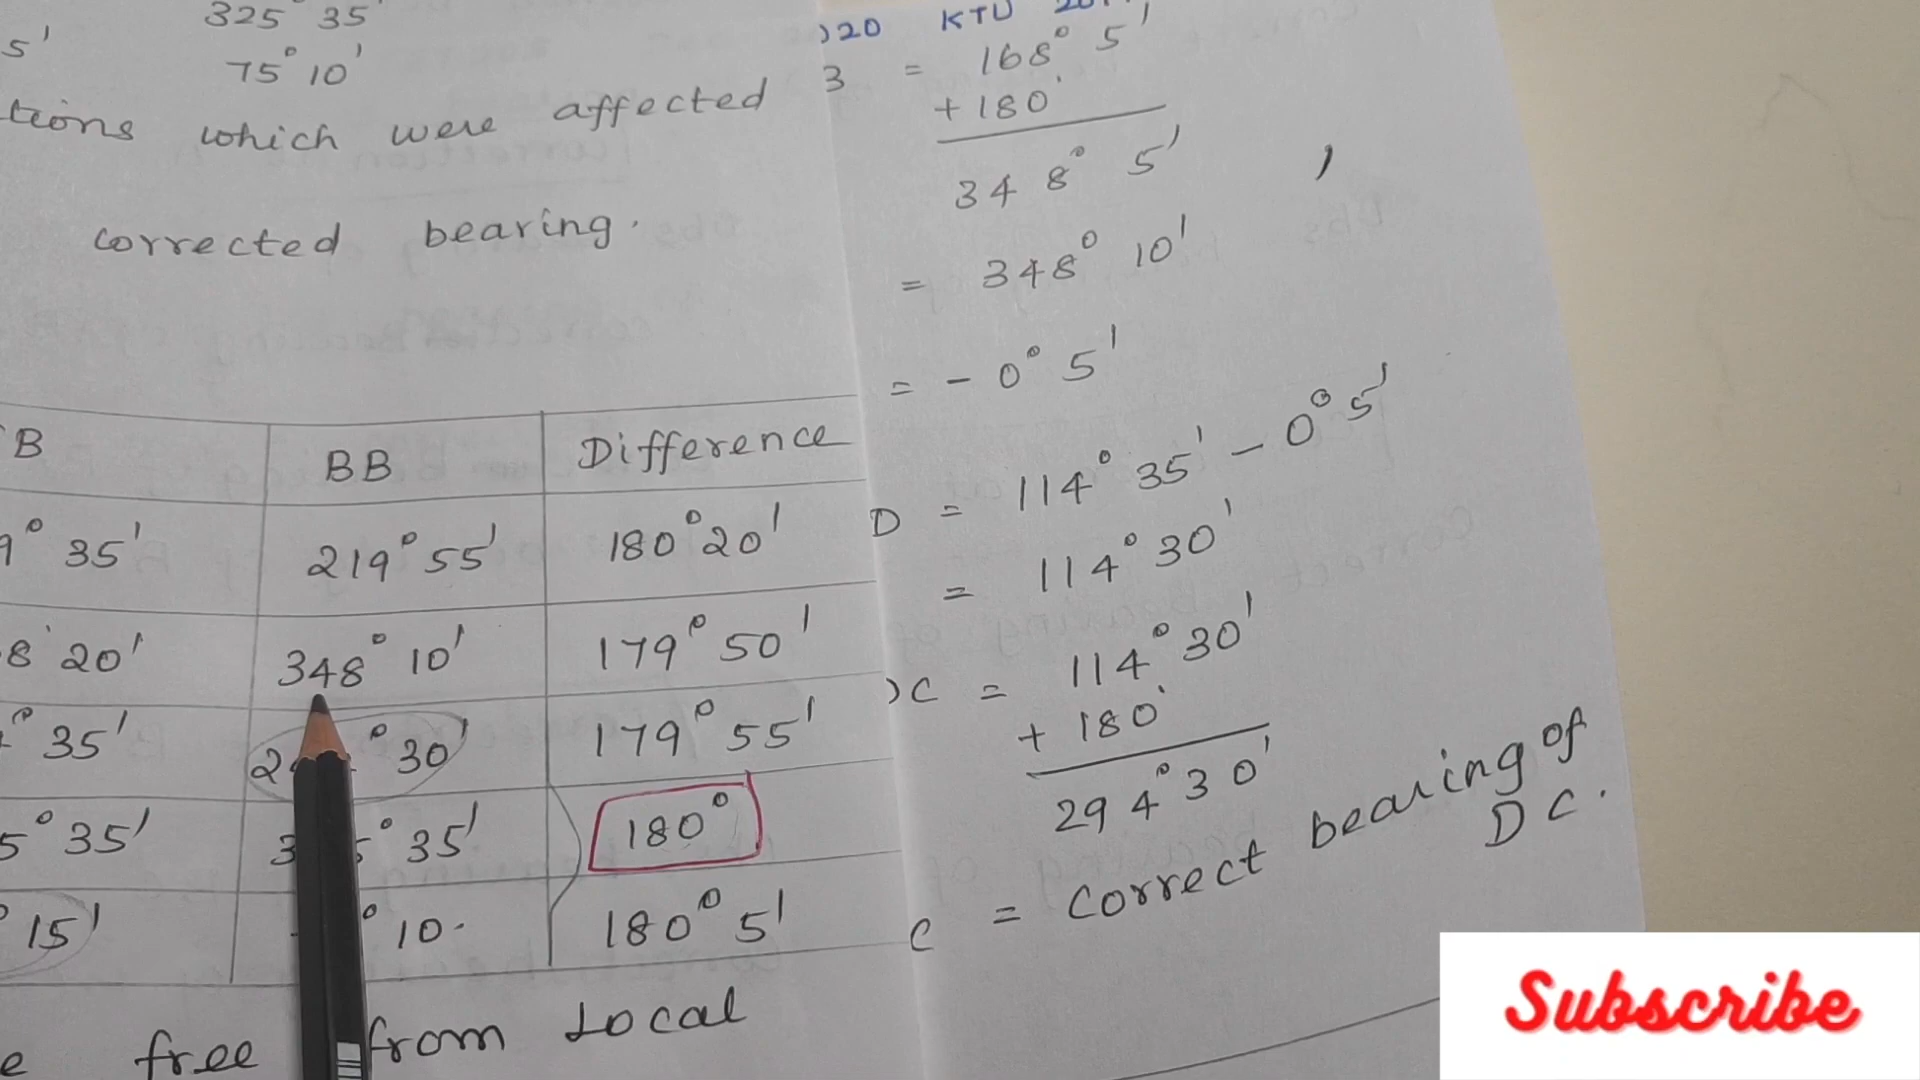 325° 35'
5'
75° 10'
tions which were affected
corrected bearing.
B BB Difference
9° 35' 219° 55' 180° 20'
8° 20' 348° 10' 179° 50'
° 35' ° 30' 179° 55'
5° 35' 35' 180°
15' ° 10. 180° 5'
e free from Local
20 KTU
3 = 168° 5'
+ 180°
348° 5'
= 348° 10'
= - 0° 5'
D = 114° 35' - 0° 5'
= 114° 30'
C = 114° 30'
+ 180°
294° 30'
C = correct bearing of
DC.
Subscribe